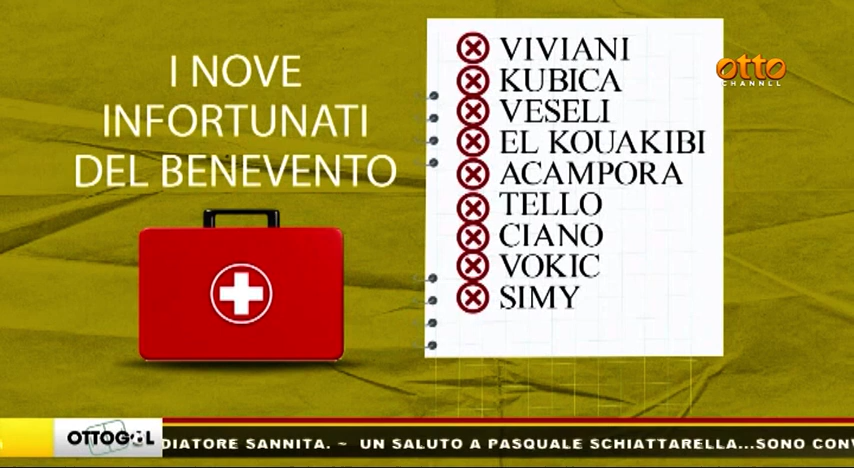 I NOVE
INFORTUNATI
DEL BENEVENTO
VIVIANI
KUBICA
VESELI
EL KOUAKIBI
ACAMPORA
TELLO
CIANO
VOKIC
SIMY
otto
CHANNEL
OTTOGOL
DIATORE SANNITA. ~ UN SALUTO A PASQUALE SCHIATTARELLA...SONO CONV